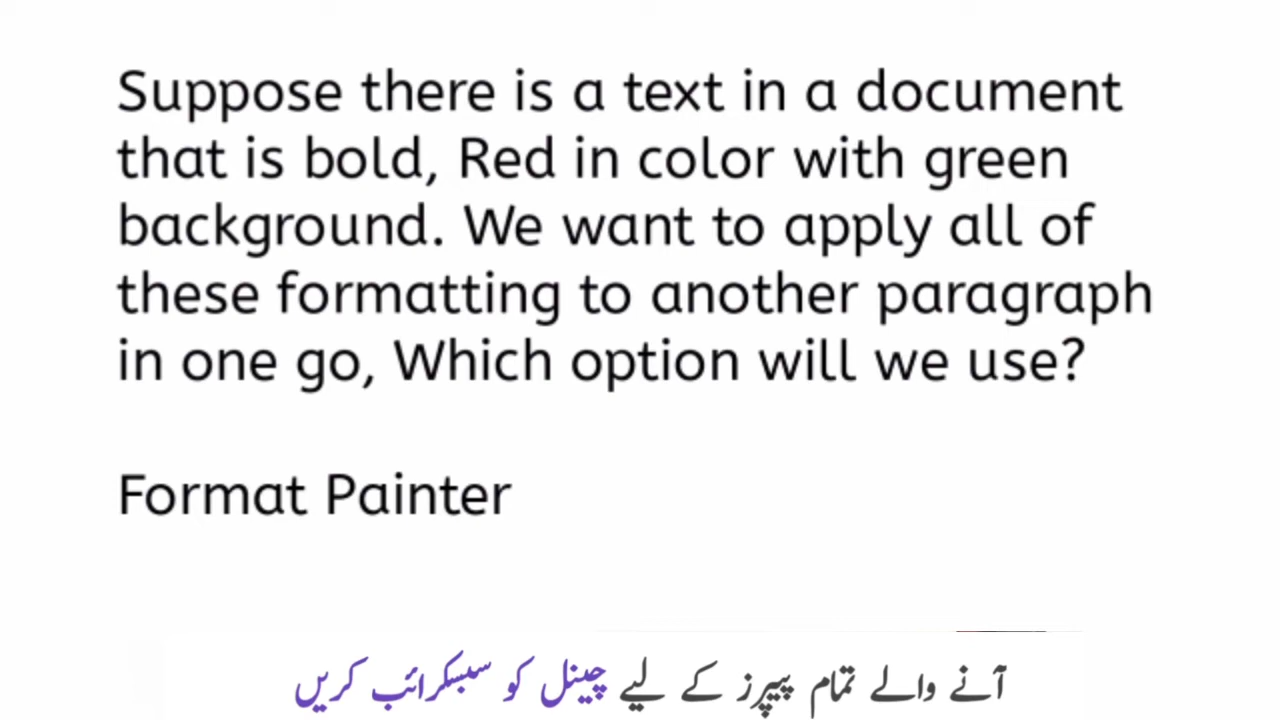 Suppose there is a text in a document
that is bold, Red in color with green
background. We want to apply all of
these formatting to another paragraph
in one go, Which option will we use?
Format Painter
آنے والے تمام پیپرز کے لیے چینل کو سبسکرائب کریں